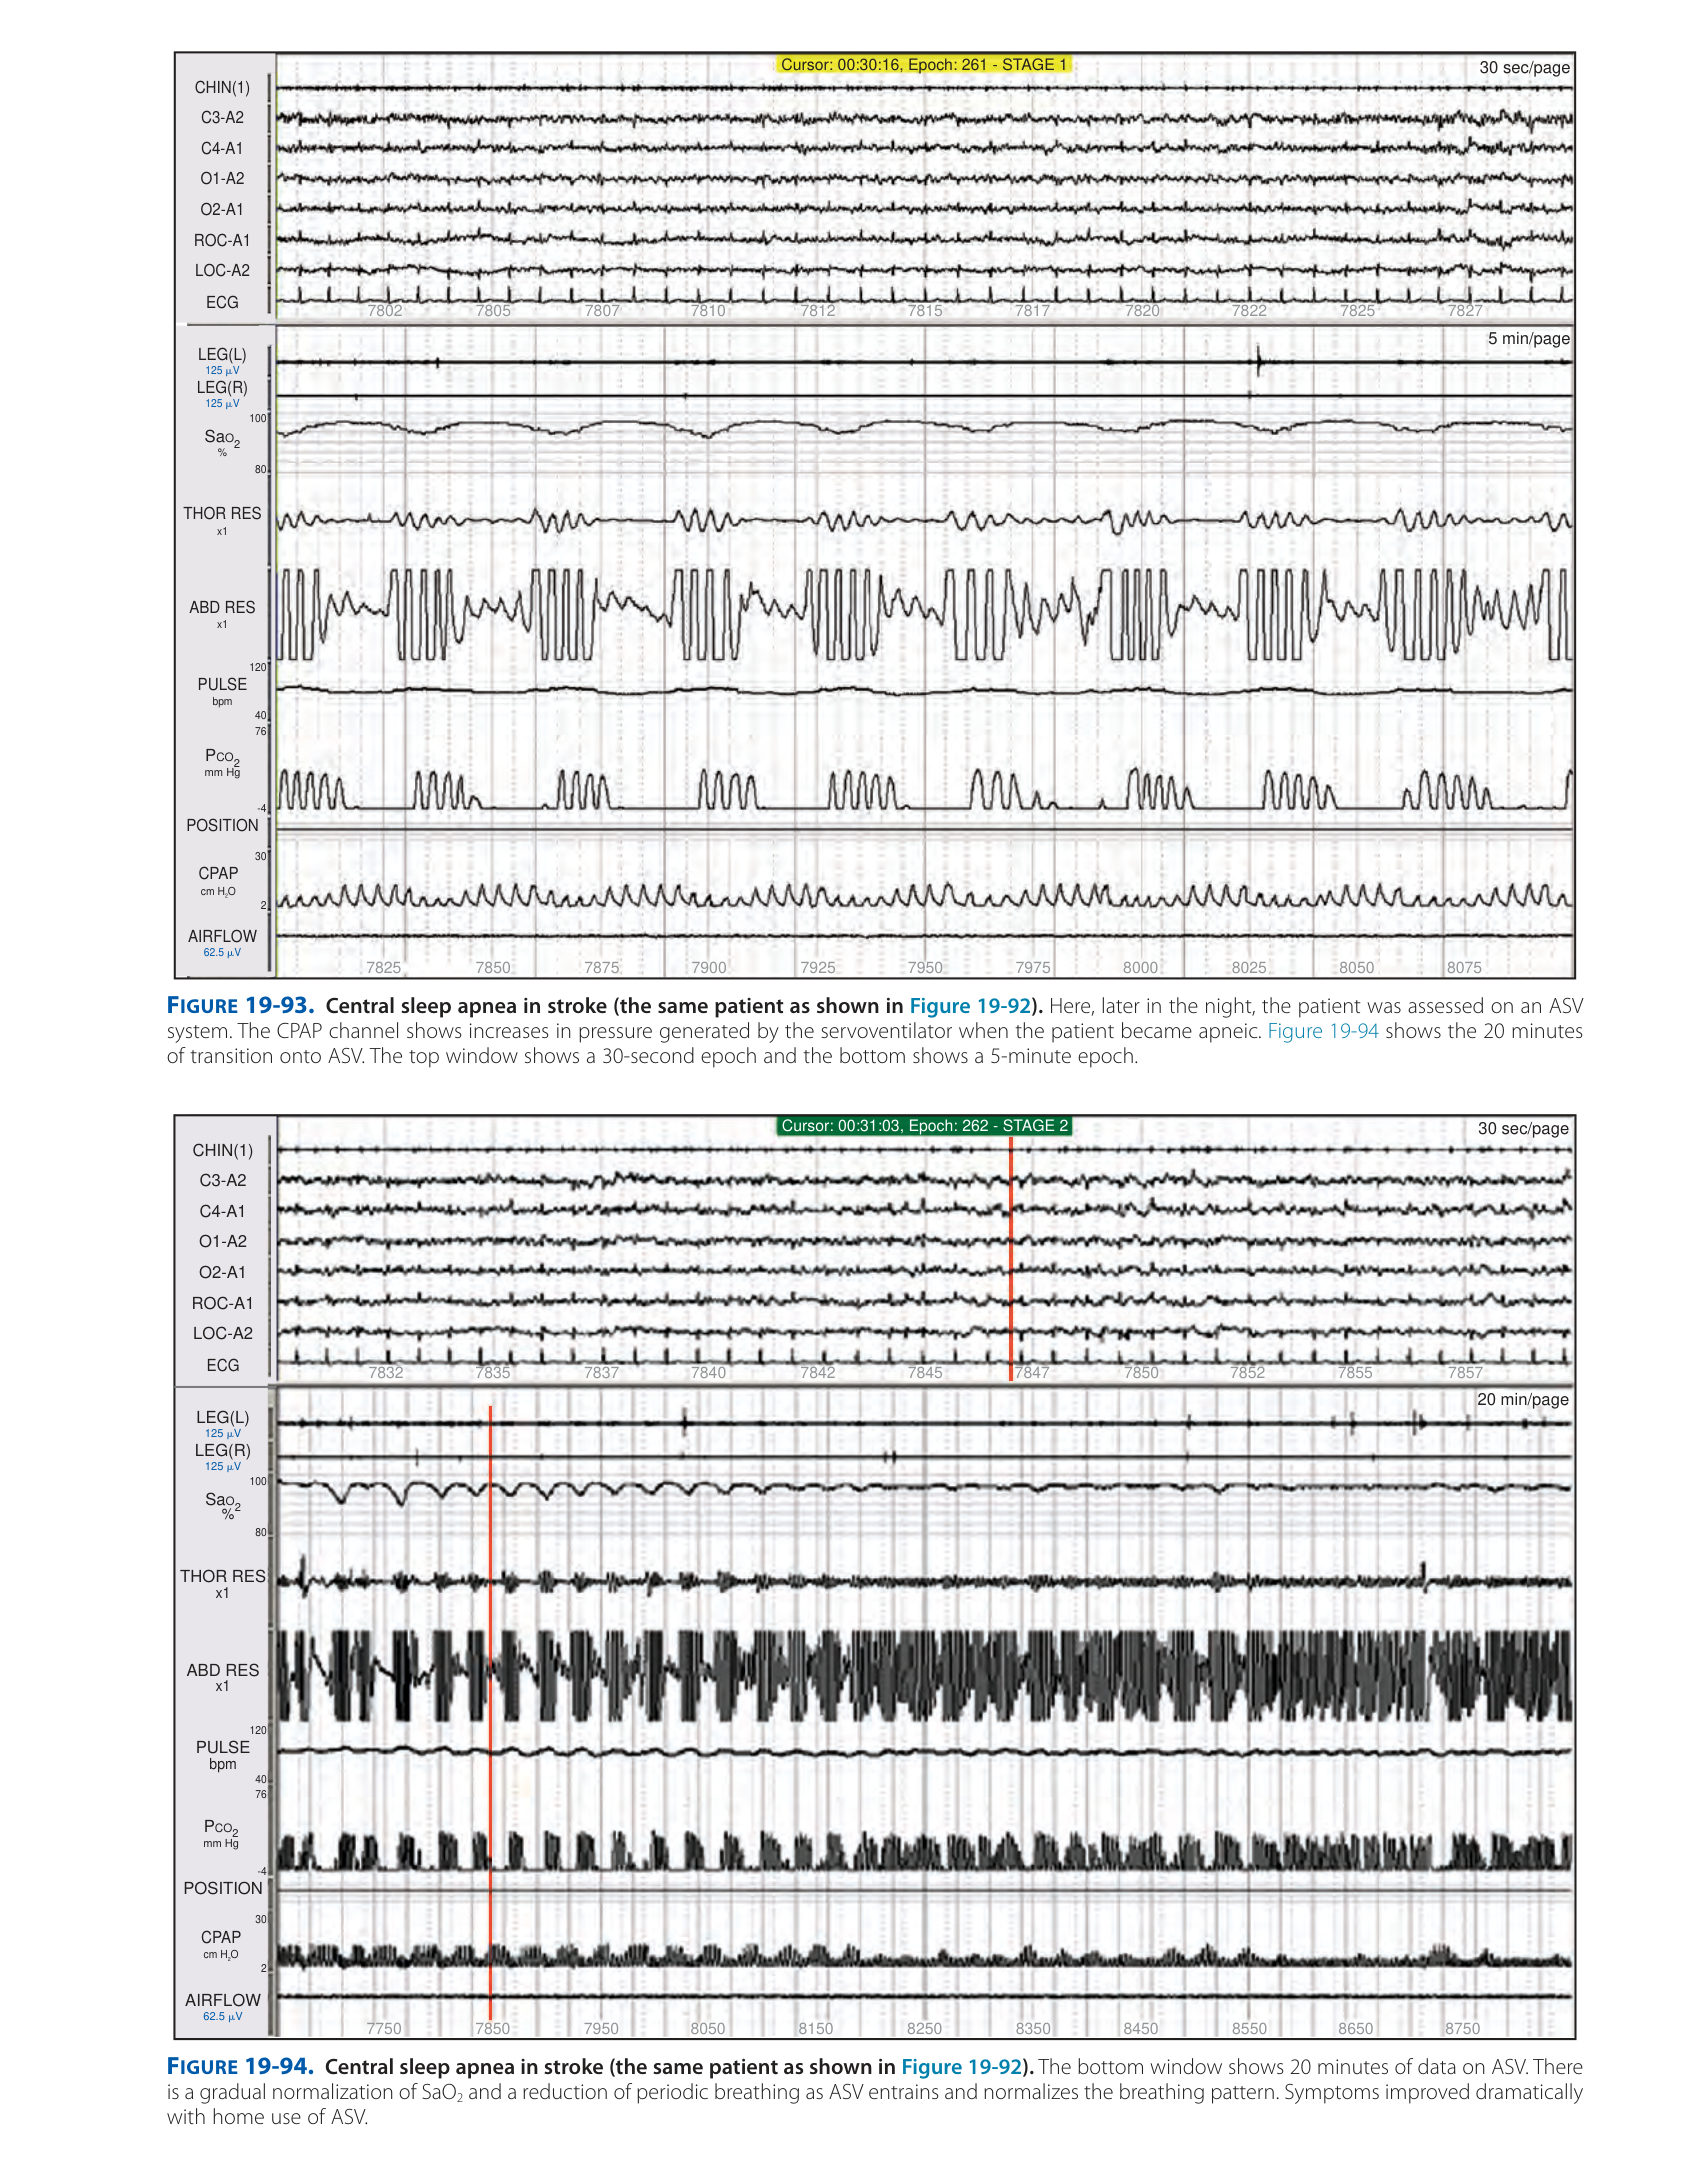 Cursor: 00:30:16, Epoch: 261 - STAGE 1
30 sec/page
CHIN(1)
C3-A2
C4-A1
O1-A2
O2-A1
ROC-A1
LOC-A2
ECG
7802 7805 7807 7810 7812 7815 7817 7820 7822 7825 7827
5 min/page
LEG(L)
125 µV
LEG(R)
125 µV
100
SaO2
%
80
THOR RES
x1
ABD RES
x1
120
PULSE
bpm
40
76
PCO2
mm Hg
-4
POSITION
30
CPAP
cm H2O
2
AIRFLOW
62.5 µV
7825 7850 7875 7900 7925 7950 7975 8000 8025 8050 8075
FIGURE 19-93. Central sleep apnea in stroke (the same patient as shown in Figure 19-92). Here, later in the night, the patient was assessed on an ASV
system. The CPAP channel shows increases in pressure generated by the servoventilator when the patient became apneic. Figure 19-94 shows the 20 minutes
of transition onto ASV. The top window shows a 30-second epoch and the bottom shows a 5-minute epoch.
Cursor: 00:31:03, Epoch: 262 - STAGE 2
30 sec/page
CHIN(1)
C3-A2
C4-A1
O1-A2
O2-A1
ROC-A1
LOC-A2
ECG
7832 7835 7837 7840 7842 7845 7847 7850 7852 7855 7857
20 min/page
LEG(L)
125 µV
LEG(R)
125 µV
100
SaO2
%
80
THOR RES
x1
ABD RES
x1
120
PULSE
bpm
40
76
PCO2
mm Hg
-4
POSITION
30
CPAP
cm H2O
2
AIRFLOW
62.5 µV
7750 7850 7950 8050 8150 8250 8350 8450 8550 8650 8750
FIGURE 19-94. Central sleep apnea in stroke (the same patient as shown in Figure 19-92). The bottom window shows 20 minutes of data on ASV. There
is a gradual normalization of SaO2 and a reduction of periodic breathing as ASV entrains and normalizes the breathing pattern. Symptoms improved dramatically
with home use of ASV.